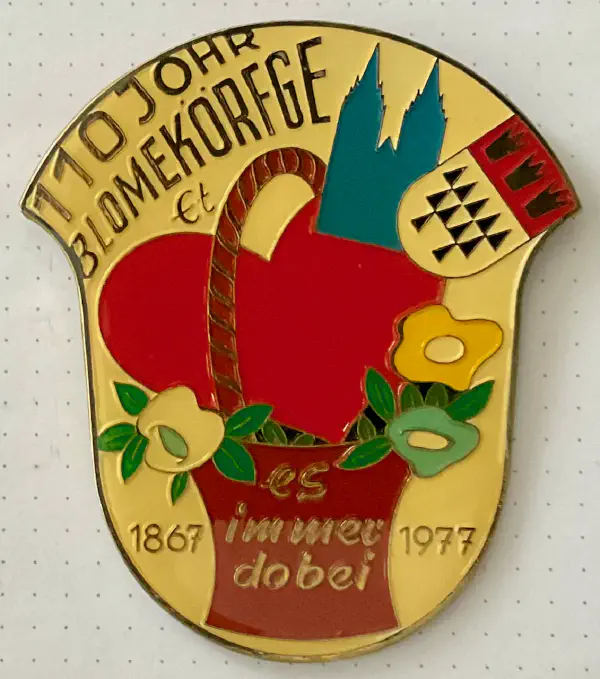 110 JOHR
BLOMEKÖRFGE
Et
es
immer
dobei
1867
1977